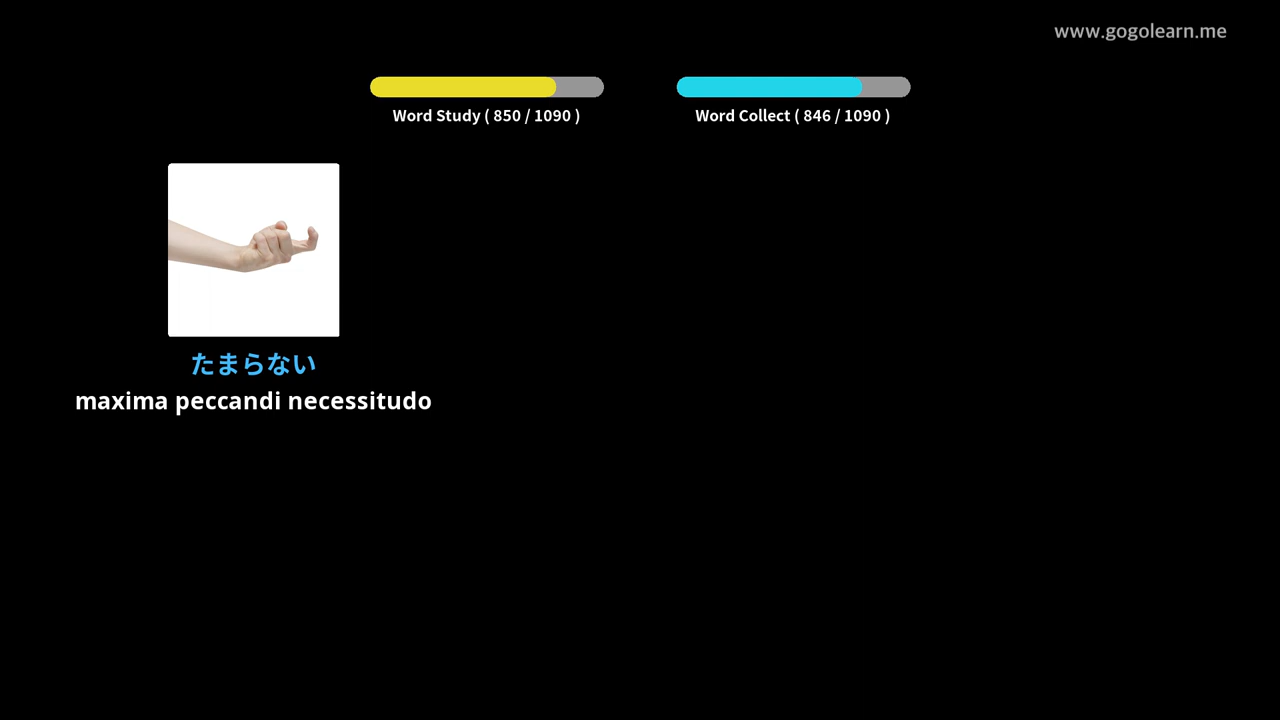 www.gogolearn.me
Word Study ( 850 / 1090 )
Word Collect ( 846 / 1090 )
たまらない
maxima peccandi necessitudo